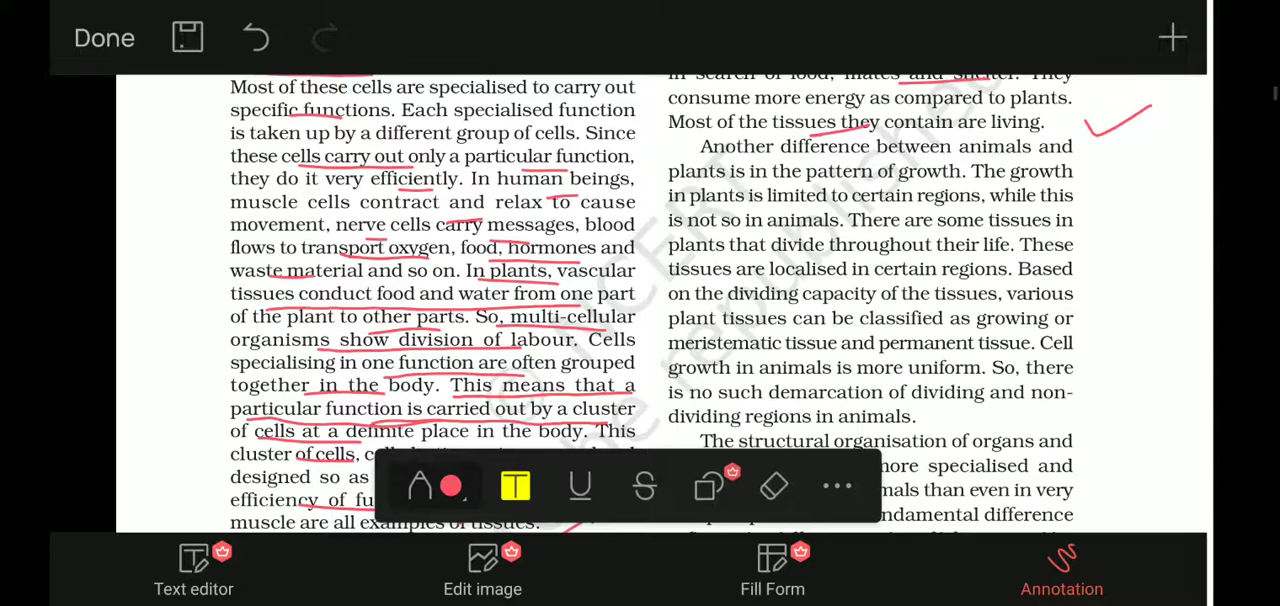 Done
Most of these cells are specialised to carry out
specific functions. Each specialised function
is taken up by a different group of cells. Since
these cells carry out only a particular function,
they do it very efficiently. In human beings,
muscle cells contract and relax to cause
movement, nerve cells carry messages, blood
flows to transport oxygen, food, hormones and
waste material and so on. In plants, vascular
tissues conduct food and water from one part
of the plant to other parts. So, multi-cellular
organisms show division of labour. Cells
specialising in one function are often grouped
together in the body. This means that a
particular function is carried out by a cluster
of cells at a definite place in the body. This
cluster of cells,
designed so as
efficiency of fu
muscle are all examples of tissues.
in search of food, mates and shelter. They
consume more energy as compared to plants.
Most of the tissues they contain are living.
Another difference between animals and
plants is in the pattern of growth. The growth
in plants is limited to certain regions, while this
is not so in animals. There are some tissues in
plants that divide throughout their life. These
tissues are localised in certain regions. Based
on the dividing capacity of the tissues, various
plant tissues can be classified as growing or
meristematic tissue and permanent tissue. Cell
growth in animals is more uniform. So, there
is no such demarcation of dividing and non-
dividing regions in animals.
The structural organisation of organs and
more specialised and
mals than even in very
ndamental difference
© NCERT
be republished
T
U
S
Text editor
Edit image
Fill Form
Annotation